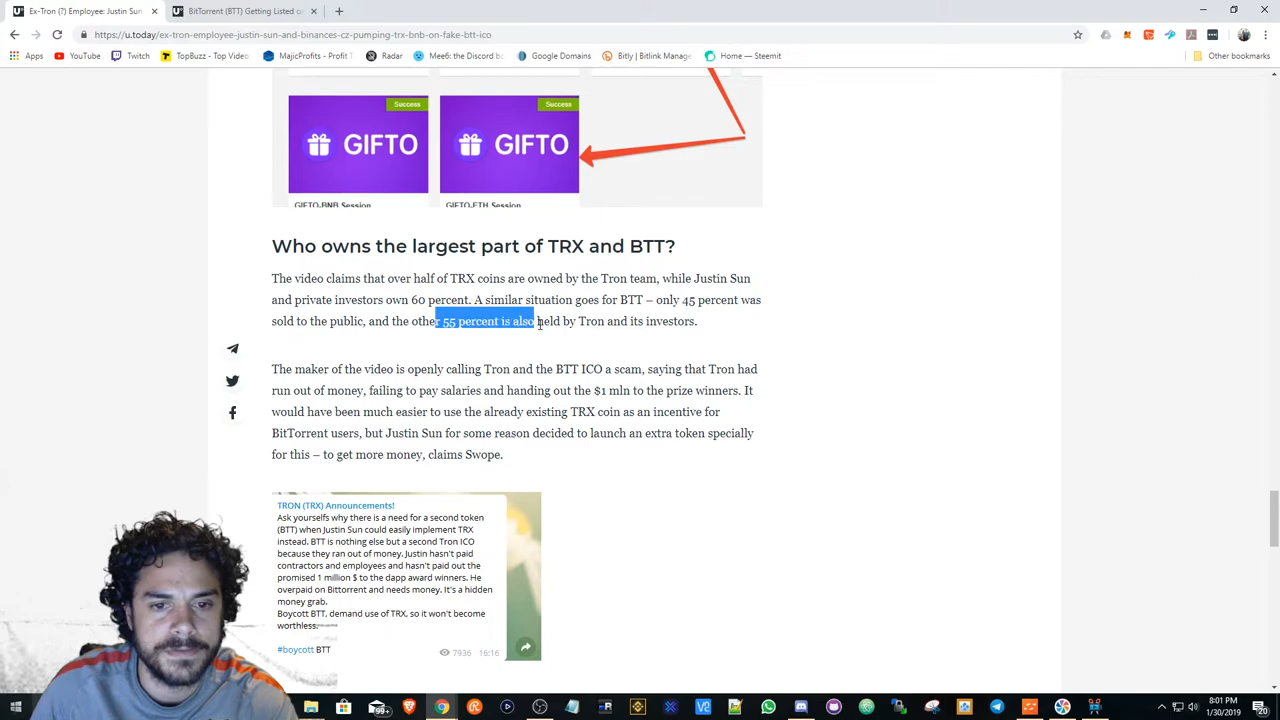 Ex-Tron (?) Employee: Justin Sun
BitTorrent (BTT) Getting Listed o
https://u.today/ex-tron-employee-justin-sun-and-binances-cz-pumping-trx-bnb-on-fake-btt-ico
Apps YouTube Twitch TopBuzz - Top Video MajicProfits - Profit T Radar Mee6: the Discord bo Google Domains Bitly | Bitlink Manage Home — Steemit Other bookmarks
Success Success
GIFTO GIFTO
GIFTO-BNB Session GIFTO-ETH Session
Who owns the largest part of TRX and BTT?
The video claims that over half of TRX coins are owned by the Tron team, while Justin Sun
and private investors own 60 percent. A similar situation goes for BTT – only 45 percent was
sold to the public, and the other 55 percent is also held by Tron and its investors.
The maker of the video is openly calling Tron and the BTT ICO a scam, saying that Tron had
run out of money, failing to pay salaries and handing out the $1 mln to the prize winners. It
would have been much easier to use the already existing TRX coin as an incentive for
BitTorrent users, but Justin Sun for some reason decided to launch an extra token specially
for this – to get more money, claims Swope.
TRON (TRX) Announcements!
Ask yourselfs why there is a need for a second token
(BTT) when Justin Sun could easily implement TRX
instead. BTT is nothing else but a second Tron ICO
because they ran out of money. Justin hasn't paid
contractors and employees and hasn't paid out the
promised 1 million $ to the dapp award winners. He
overpaid on Bittorrent and needs money. It's a hidden
money grab.
Boycott BTT, demand use of TRX, so it won't become
worthless.
#boycott BTT
7936 16:16
99+
8:01 PM
1/30/2019
20